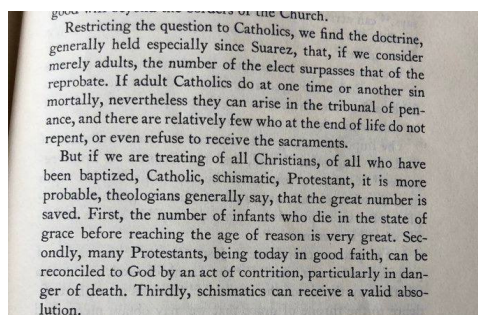 good will beyond the borders of the Church.
Restricting the question to Catholics, we find the doctrine,
generally held especially since Suarez, that, if we consider
merely adults, the number of the elect surpasses that of the
reprobate. If adult Catholics do at one time or another sin
mortally, nevertheless they can arise in the tribunal of pen-
ance, and there are relatively few who at the end of life do not
repent, or even refuse to receive the sacraments.
But if we are treating of all Christians, of all who have
been baptized, Catholic, schismatic, Protestant, it is more
probable, theologians generally say, that the great number is
saved. First, the number of infants who die in the state of
grace before reaching the age of reason is very great. Sec-
ondly, many Protestants, being today in good faith, can be
reconciled to God by an act of contrition, particularly in dan-
ger of death. Thirdly, schismatics can receive a valid abso-
lution.